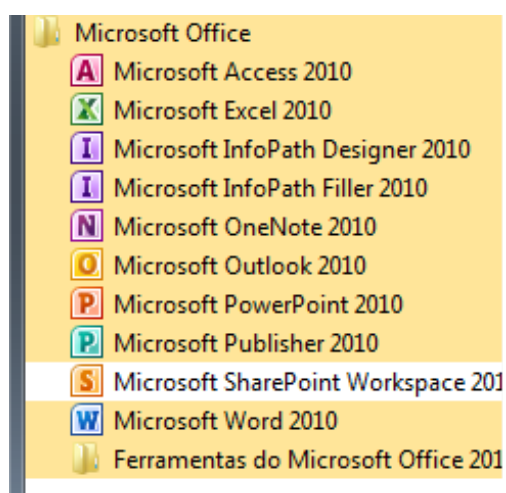 Microsoft Office
A Microsoft Access 2010
X Microsoft Excel 2010
I Microsoft InfoPath Designer 2010
I Microsoft InfoPath Filler 2010
N Microsoft OneNote 2010
O Microsoft Outlook 2010
P Microsoft PowerPoint 2010
P Microsoft Publisher 2010
S Microsoft SharePoint Workspace 201
W Microsoft Word 2010
Ferramentas do Microsoft Office 201